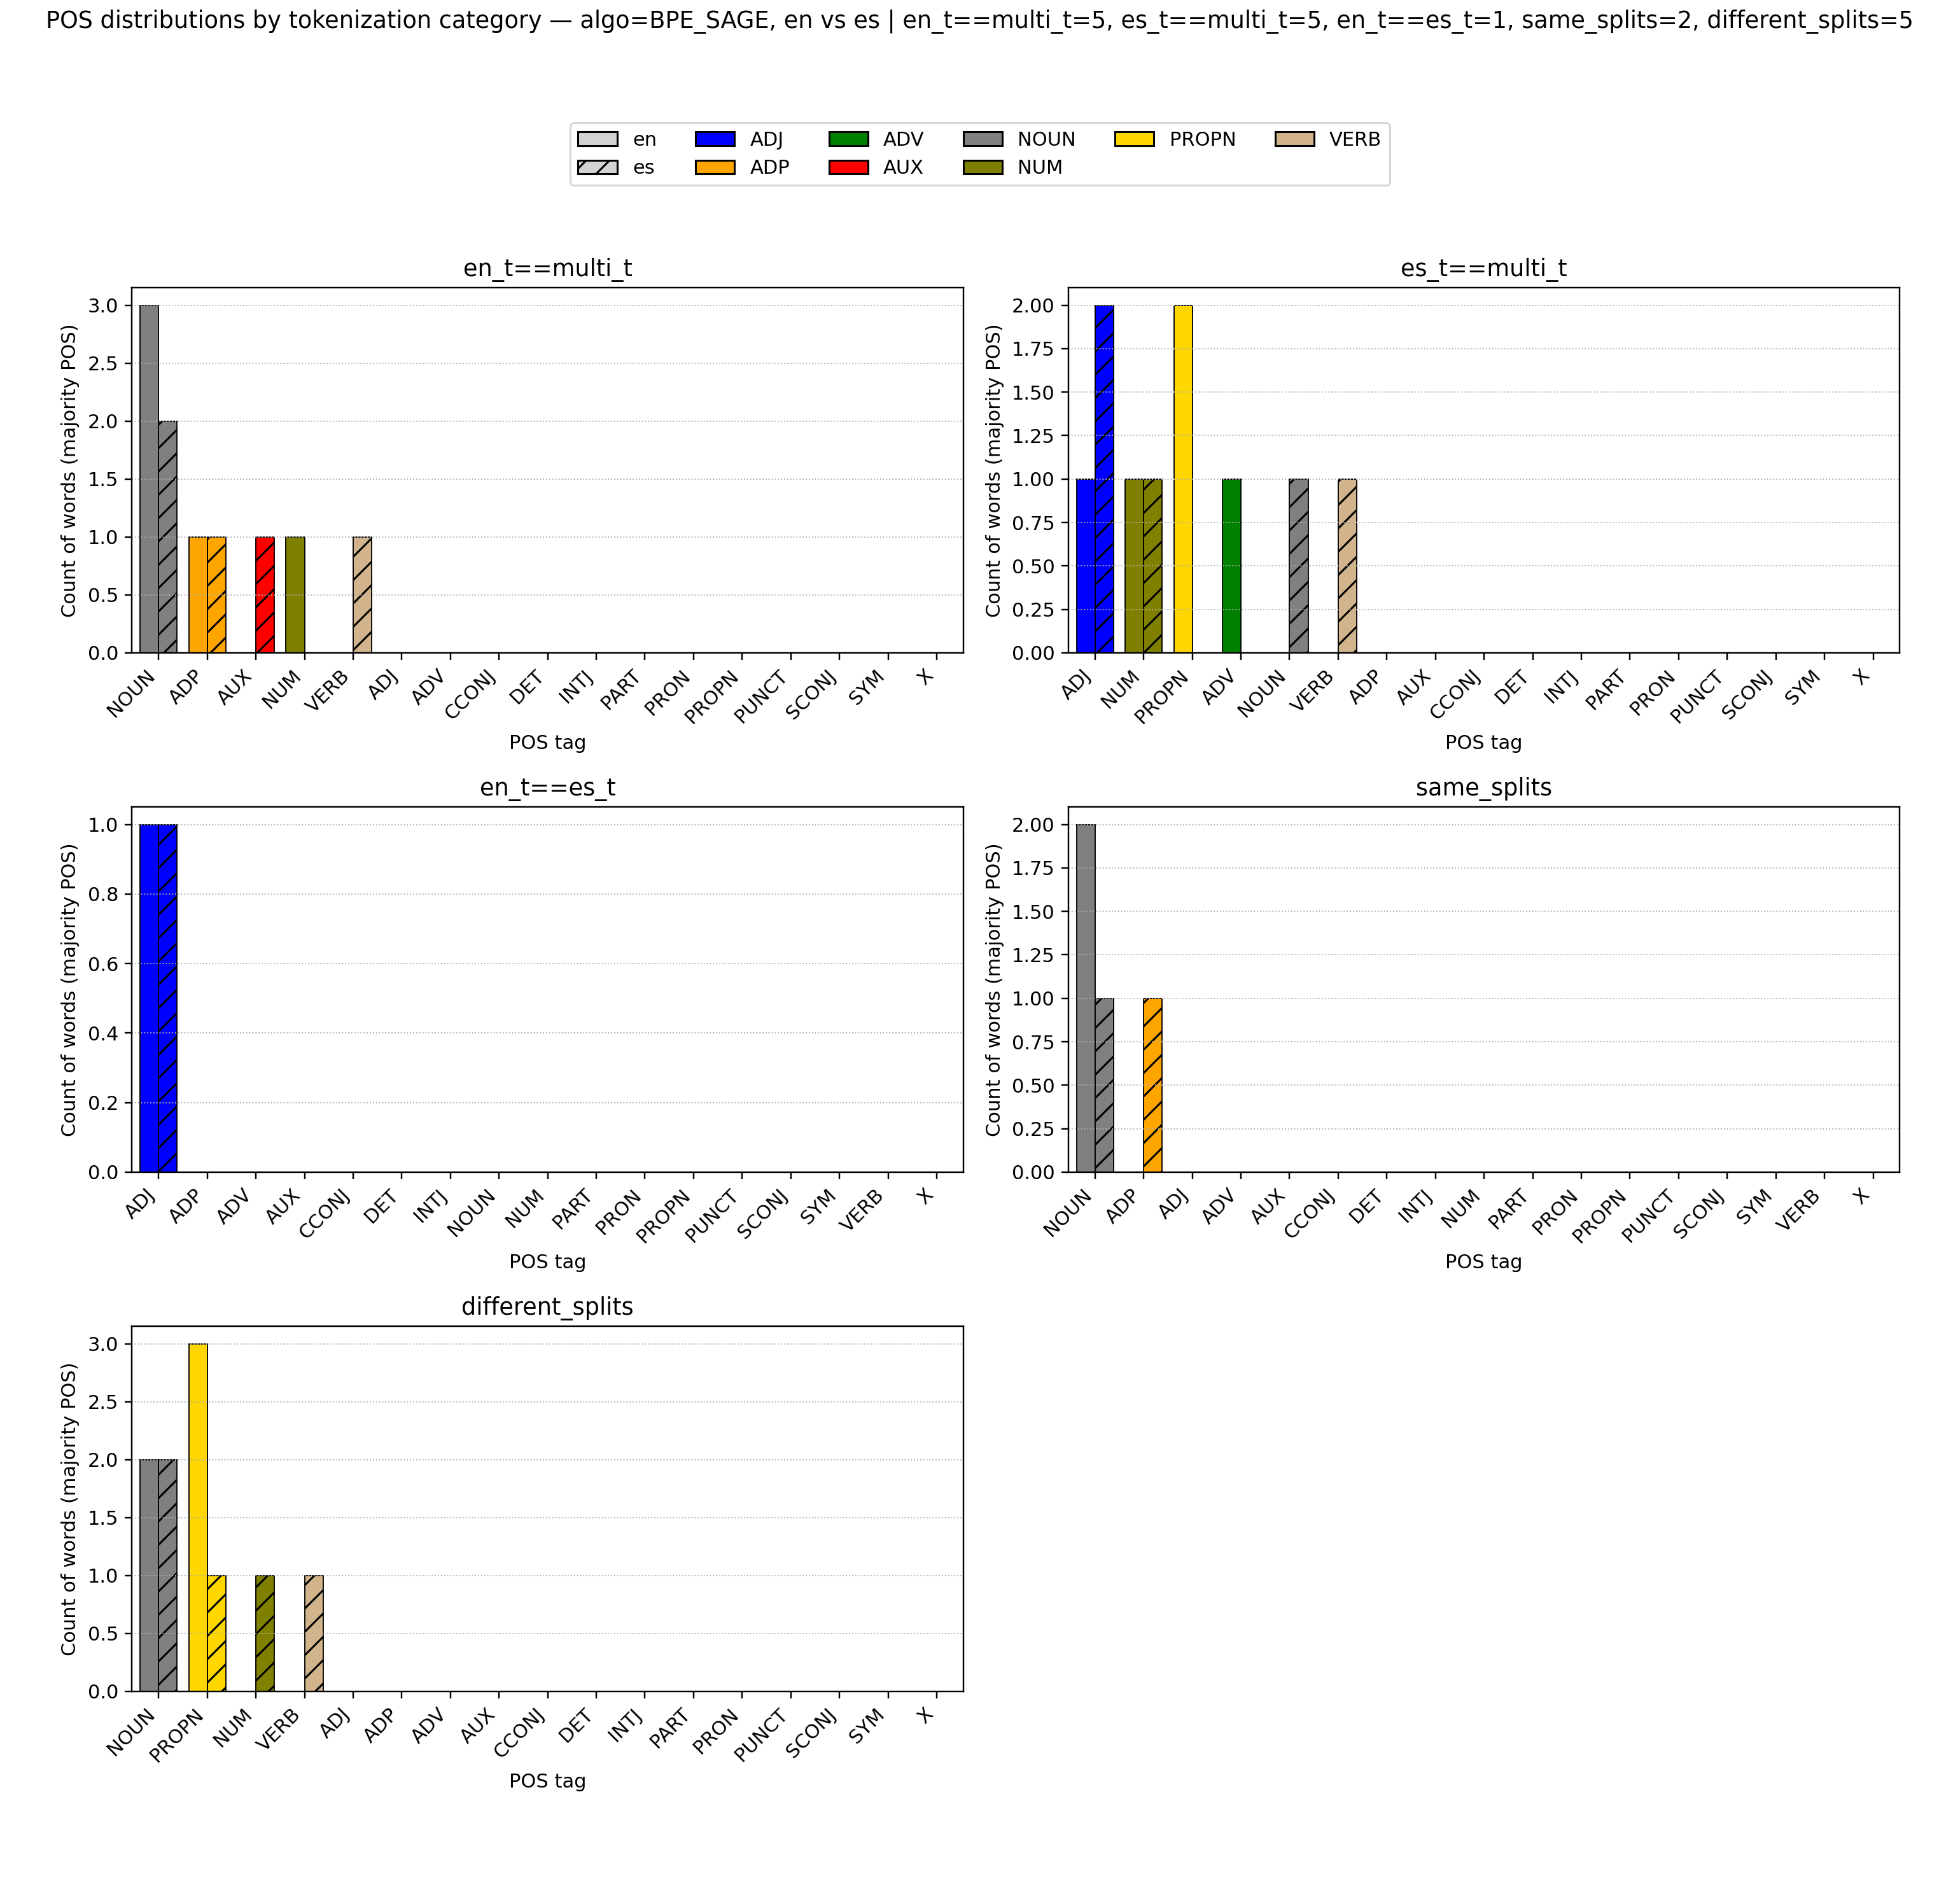 POS distributions by tokenization category — algo=BPE_SAGE, en vs es | en_t==multi_t=5, es_t==multi_t=5, en_t==es_t=1, same_splits=2, different_splits=5
en ADJ ADV NOUN PROPN VERB
es ADP AUX NUM
en_t==multi_t
Count of words (majority POS)
3.0
2.5
2.0
1.5
1.0
0.5
0.0
NOUN ADP AUX NUM VERB ADJ ADV CCONJ DET INTJ PART PRON PROPN PUNCT SCONJ SYM X
POS tag
es_t==multi_t
Count of words (majority POS)
2.00
1.75
1.50
1.25
1.00
0.75
0.50
0.25
0.00
ADJ NUM PROPN ADV NOUN VERB ADP AUX CCONJ DET INTJ PART PRON PUNCT SCONJ SYM X
POS tag
en_t==es_t
Count of words (majority POS)
1.0
0.8
0.6
0.4
0.2
0.0
ADJ ADP ADV AUX CCONJ DET INTJ NOUN NUM PART PRON PROPN PUNCT SCONJ SYM VERB X
POS tag
same_splits
Count of words (majority POS)
2.00
1.75
1.50
1.25
1.00
0.75
0.50
0.25
0.00
NOUN ADP ADJ ADV AUX CCONJ DET INTJ NUM PART PRON PROPN PUNCT SCONJ SYM VERB X
POS tag
different_splits
Count of words (majority POS)
3.0
2.5
2.0
1.5
1.0
0.5
0.0
NOUN PROPN NUM VERB ADJ ADP ADV AUX CCONJ DET INTJ PART PRON PUNCT SCONJ SYM X
POS tag